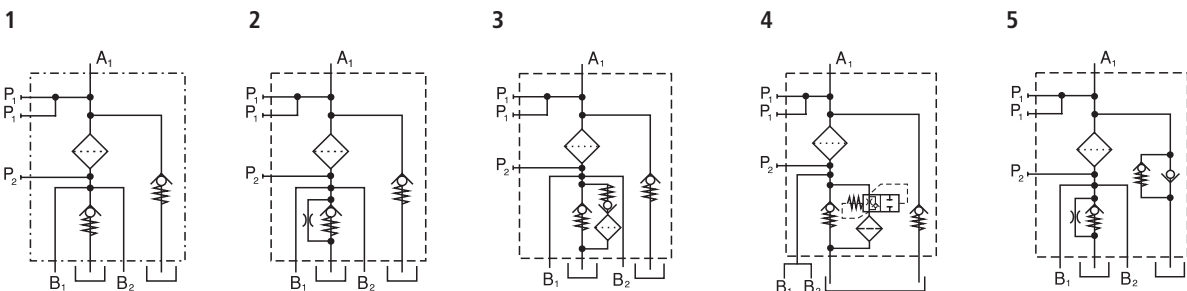 1 2 3 4 5
A₁ A₁ A₁ A₁ A₁
P₁ P₁ P₁ P₁ P₁
P₁ P₁ P₁ P₁ P₁
P₂ P₂ P₂ P₂ P₂
B₁ B₂ B₁ B₂ B₁ B₂ B₁ B₂ B₁ B₂